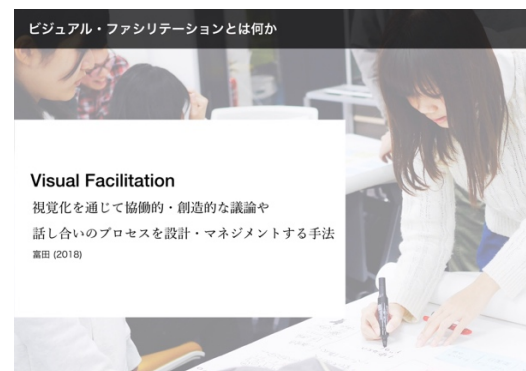 ビジュアル・ファシリテーションとは何か
Visual Facilitation
視覚化を通じて協働的・創造的な議論や
話し合いのプロセスを設計・マネジメントする手法
富田 (2018)